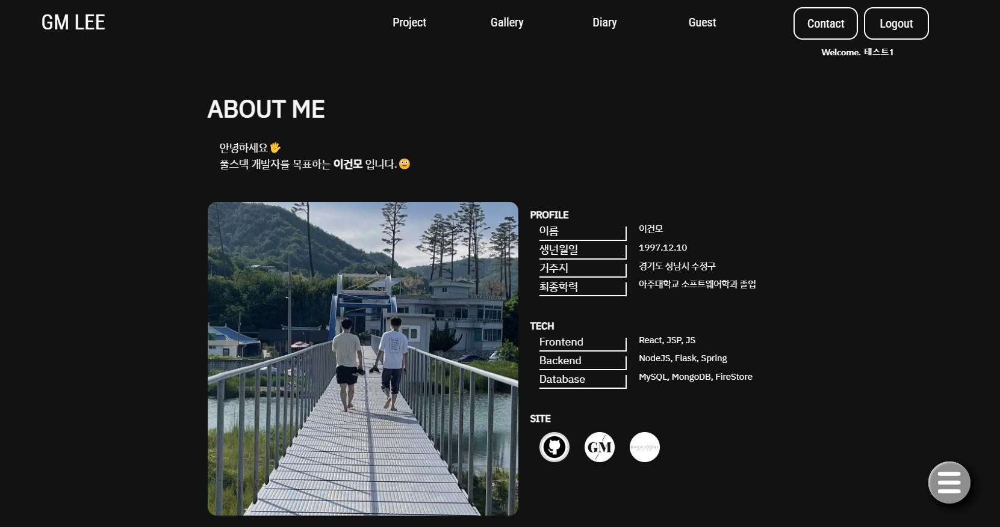 GM LEE
Project
Gallery
Diary
Guest
Contact
Logout
Welcome. 테스트1
ABOUT ME
안녕하세요🖐
풀스택 개발자를 목표하는 이건모 입니다.🙂
PROFILE
이름 이건모
생년월일 1997.12.10
거주지 경기도 성남시 수정구
최종학력 아주대학교 소프트웨어학과 졸업
TECH
Frontend React, JSP, JS
Backend NodeJS, Flask, Spring
Database MySQL, MongoDB, FireStore
SITE
GM
BAERJOONI